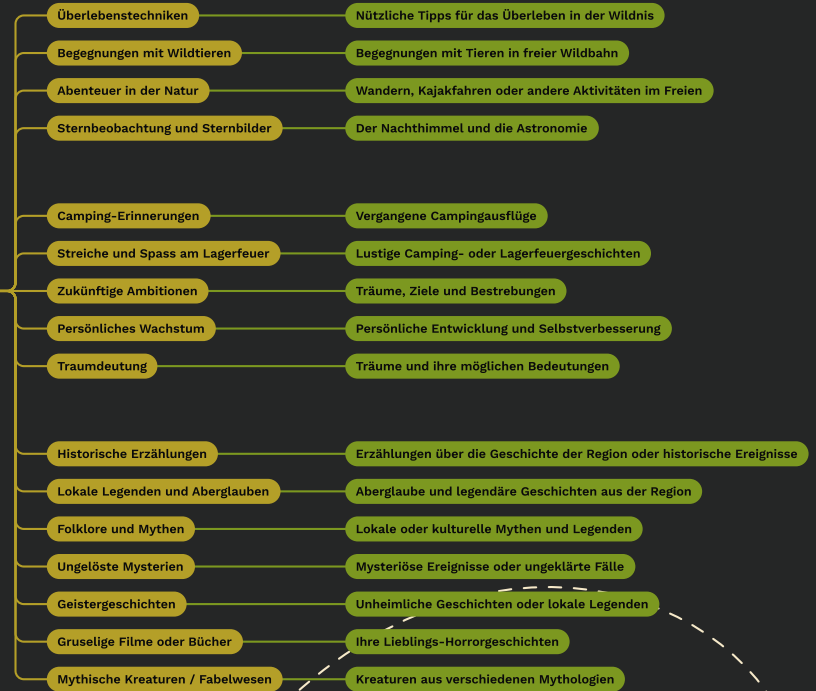 Überlebenstechniken Nützliche Tipps für das Überleben in der Wildnis
Begegnungen mit Wildtieren Begegnungen mit Tieren in freier Wildbahn
Abenteuer in der Natur Wandern, Kajakfahren oder andere Aktivitäten im Freien
Sternbeobachtung und Sternbilder Der Nachthimmel und die Astronomie
Camping-Erinnerungen Vergangene Campingausflüge
Streiche und Spass am Lagerfeuer Lustige Camping- oder Lagerfeuergeschichten
Zukünftige Ambitionen Träume, Ziele und Bestrebungen
Persönliches Wachstum Persönliche Entwicklung und Selbstverbesserung
Traumdeutung Träume und ihre möglichen Bedeutungen
Historische Erzählungen Erzählungen über die Geschichte der Region oder historische Ereignisse
Lokale Legenden und Aberglauben Aberglaube und legendäre Geschichten aus der Region
Folklore und Mythen Lokale oder kulturelle Mythen und Legenden
Ungelöste Mysterien Mysteriöse Ereignisse oder ungeklärte Fälle
Geistergeschichten Unheimliche Geschichten oder lokale Legenden
Gruselige Filme oder Bücher Ihre Lieblings-Horrorgeschichten
Mythische Kreaturen / Fabelwesen Kreaturen aus verschiedenen Mythologien